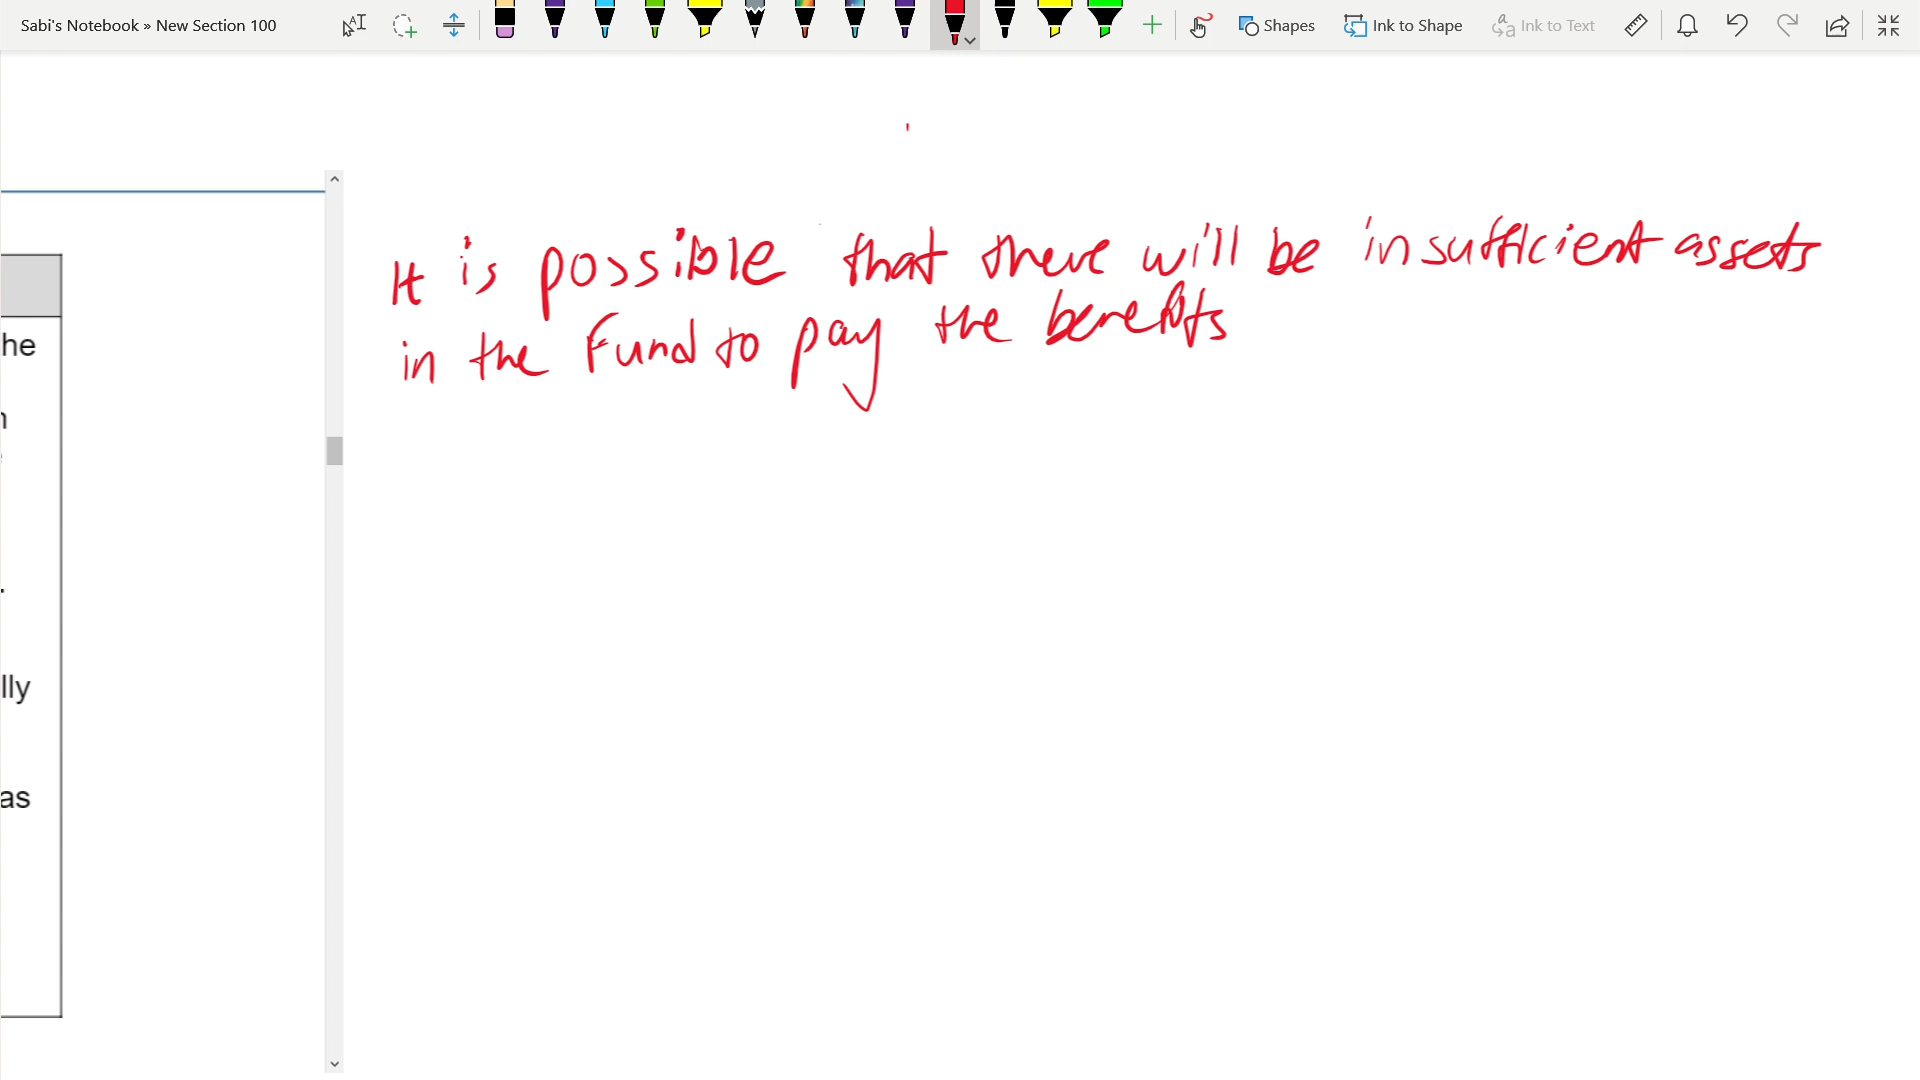 Sabi's Notebook » New Section 100
Shapes
Ink to Shape
Ink to Text
It is possible that there will be insufficient assets
in the Fund to pay the benefits
he
n
lly
as